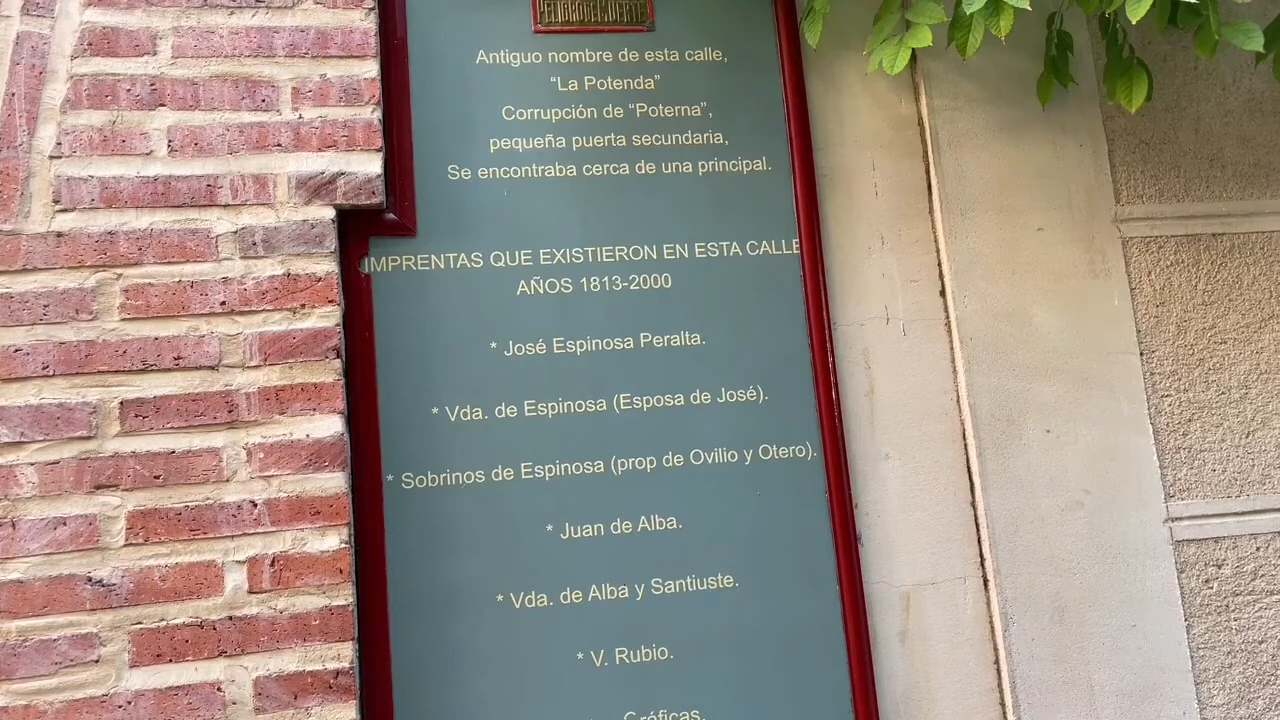 PELIGRO DE MUERTE
Antiguo nombre de esta calle,
“La Potenda”
Corrupción de “Poterna”,
pequeña puerta secundaria,
Se encontraba cerca de una principal.
IMPRENTAS QUE EXISTIERON EN ESTA CALLE
AÑOS 1813-2000
* José Espinosa Peralta.
* Vda. de Espinosa (Esposa de José).
* Sobrinos de Espinosa (prop de Ovilio y Otero).
* Juan de Alba.
* Vda. de Alba y Santiuste.
* V. Rubio.
Gráficas.